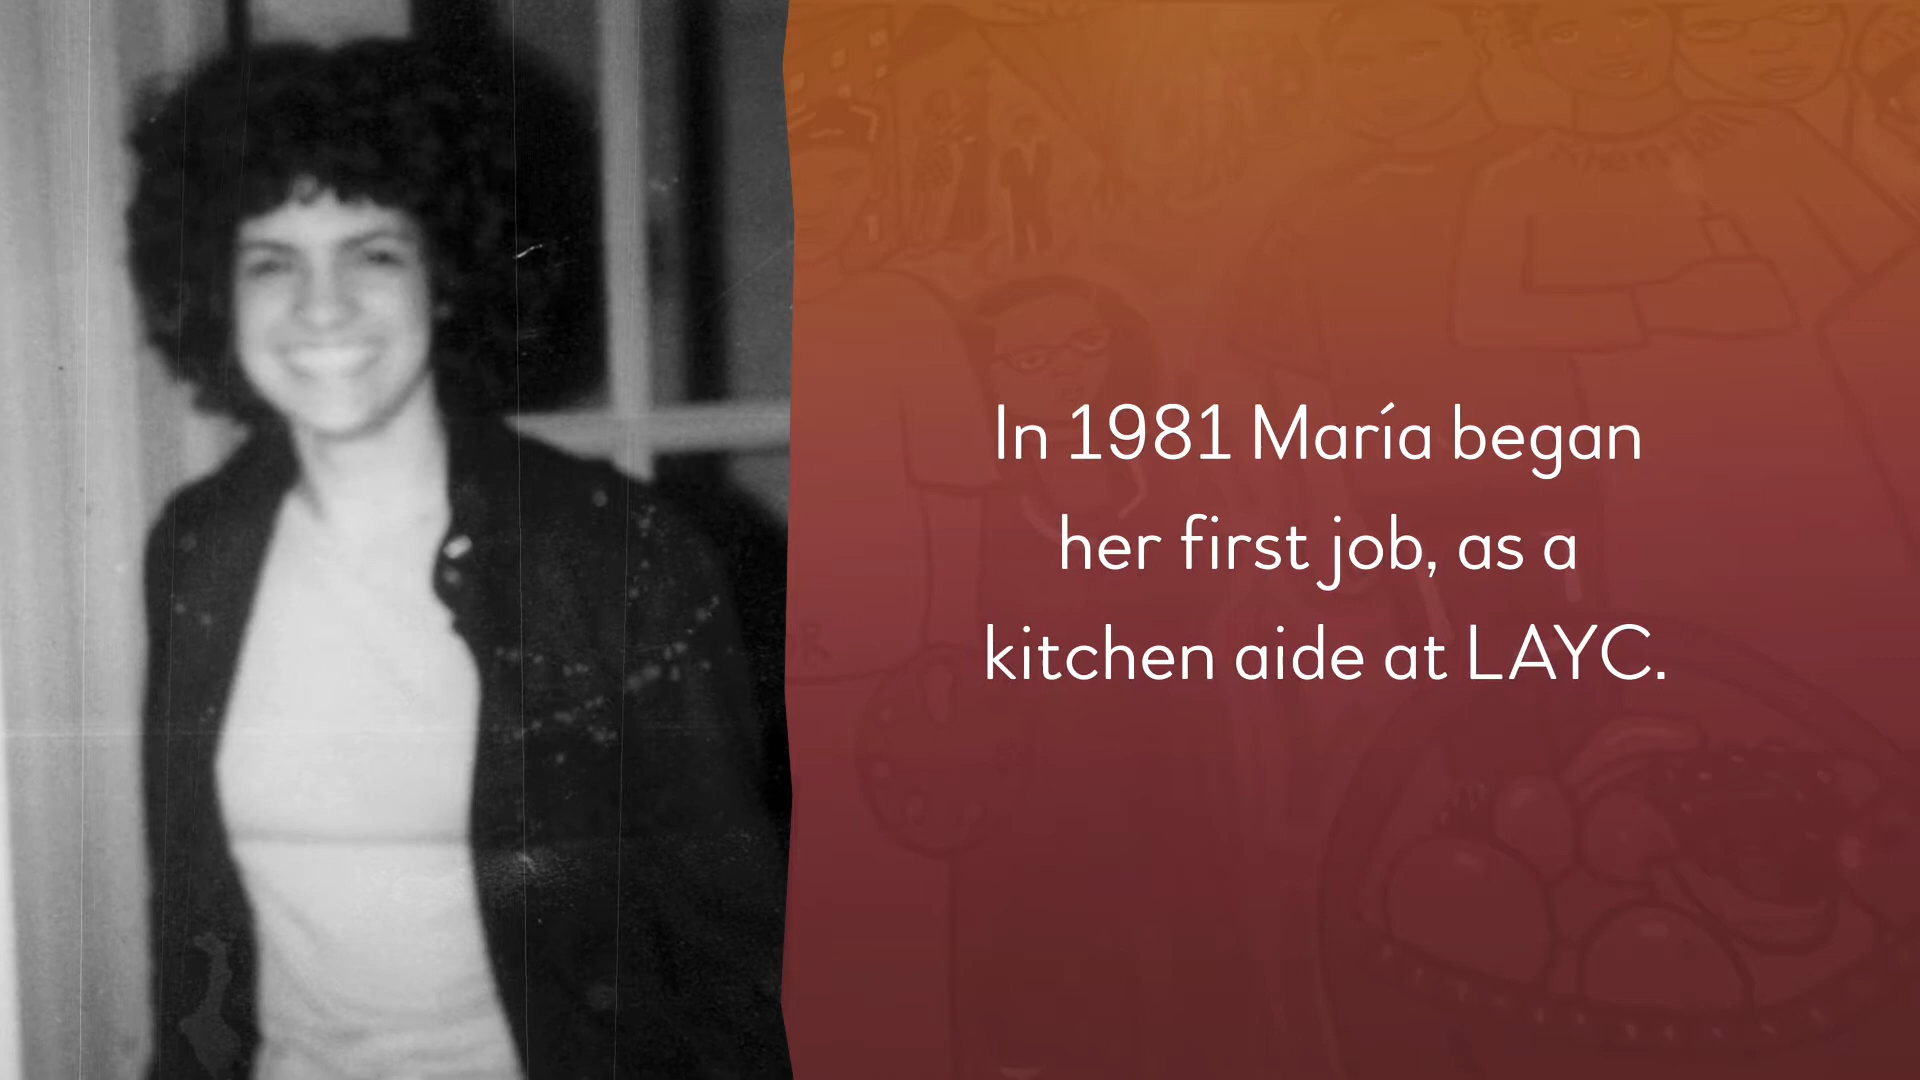 In 1981 María began
her first job, as a
kitchen aide at LAYC.